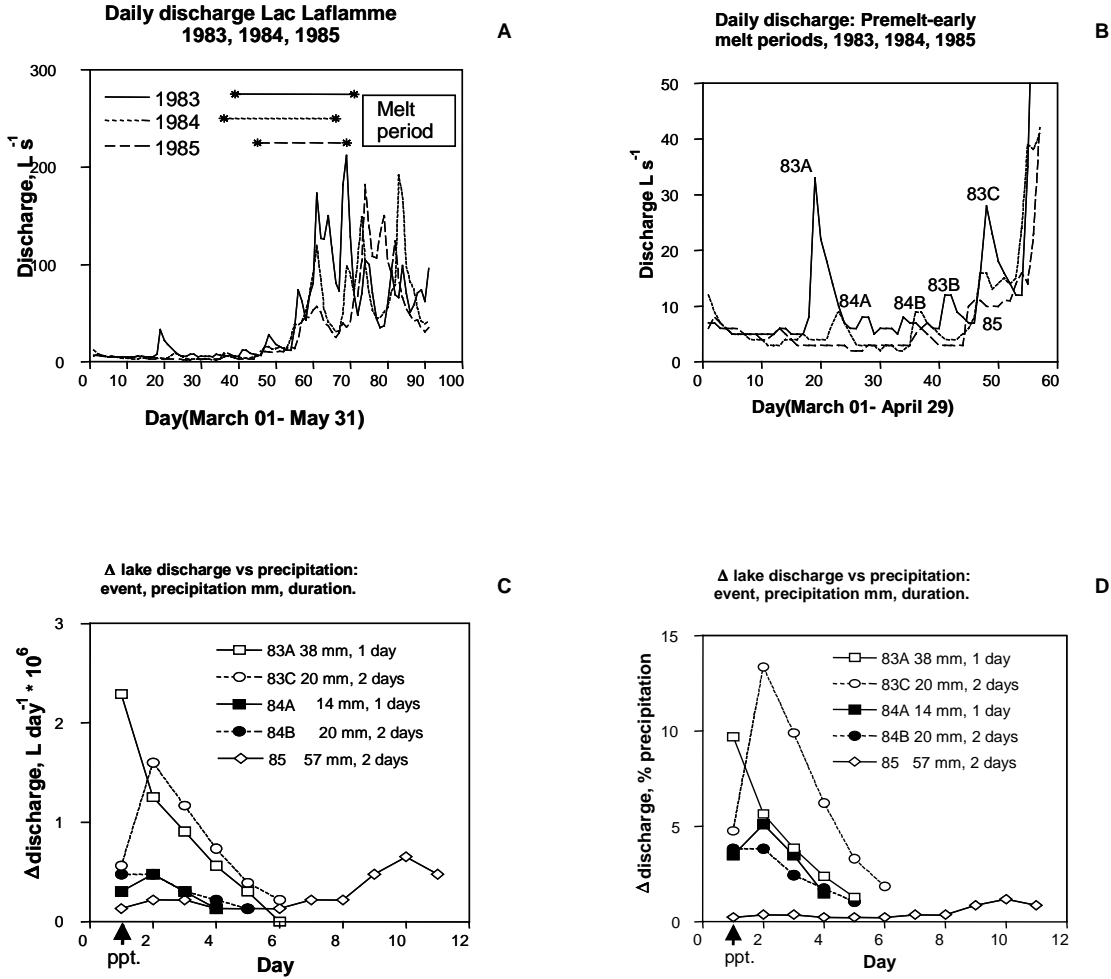 Daily discharge Lac Laflamme
1983, 1984, 1985
A
300
200
100
0
Discharge, L s-1
1983
1984
1985
Melt
period
0 10 20 30 40 50 60 70 80 90 100
Day(March 01- May 31)
Daily discharge: Premelt-early
melt periods, 1983, 1984, 1985
B
50
40
30
20
10
0
Discharge L s-1
83A
83C
84A
84B
83B
85
0 10 20 30 40 50 60
Day(March 01- April 29)
Δ lake discharge vs precipitation:
event, precipitation mm, duration.
C
3
2
1
0
Δ discharge, L day-1 * 10^6
83A 38 mm, 1 day
83C 20 mm, 2 days
84A 14 mm, 1 days
84B 20 mm, 2 days
85 57 mm, 2 days
0 2 4 6 8 10 12
ppt.
Day
Δ lake discharge vs precipitation:
event, precipitation mm, duration.
D
15
10
5
0
Δ discharge, % precipitation
83A 38 mm, 1 day
83C 20 mm, 2 days
84A 14 mm, 1 day
84B 20 mm, 2 days
85 57 mm, 2 days
0 2 4 6 8 10 12
ppt.
Day